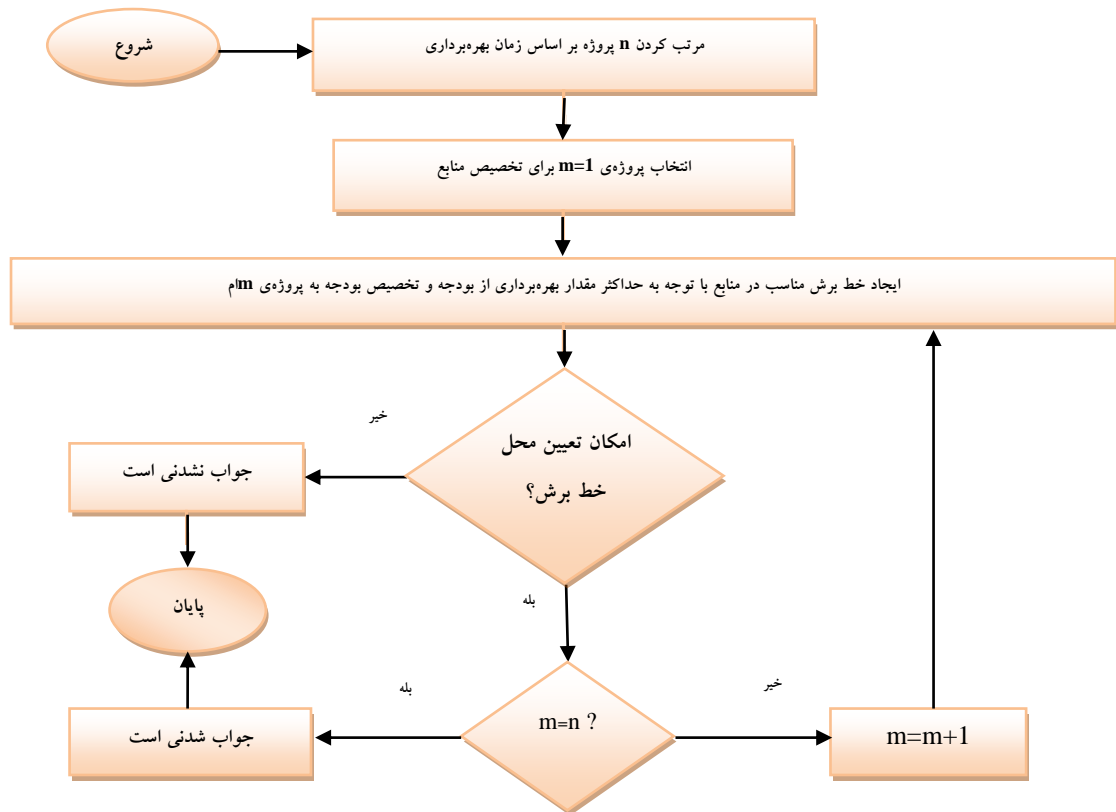 شروع
مرتب کردن n پروژه بر اساس زمان بهره‌برداری
انتخاب پروژه‌ی m=1 برای تخصیص منابع
ایجاد خط برش مناسب در منابع با توجه به حداکثر مقدار بهره‌برداری از بودجه و تخصیص بودجه به پروژه‌ی mام
امکان تعیین محل
خط برش؟
خیر
جواب نشدنی است
پایان
بله
m=n ?
خیر
m=m+1
بله
جواب شدنی است